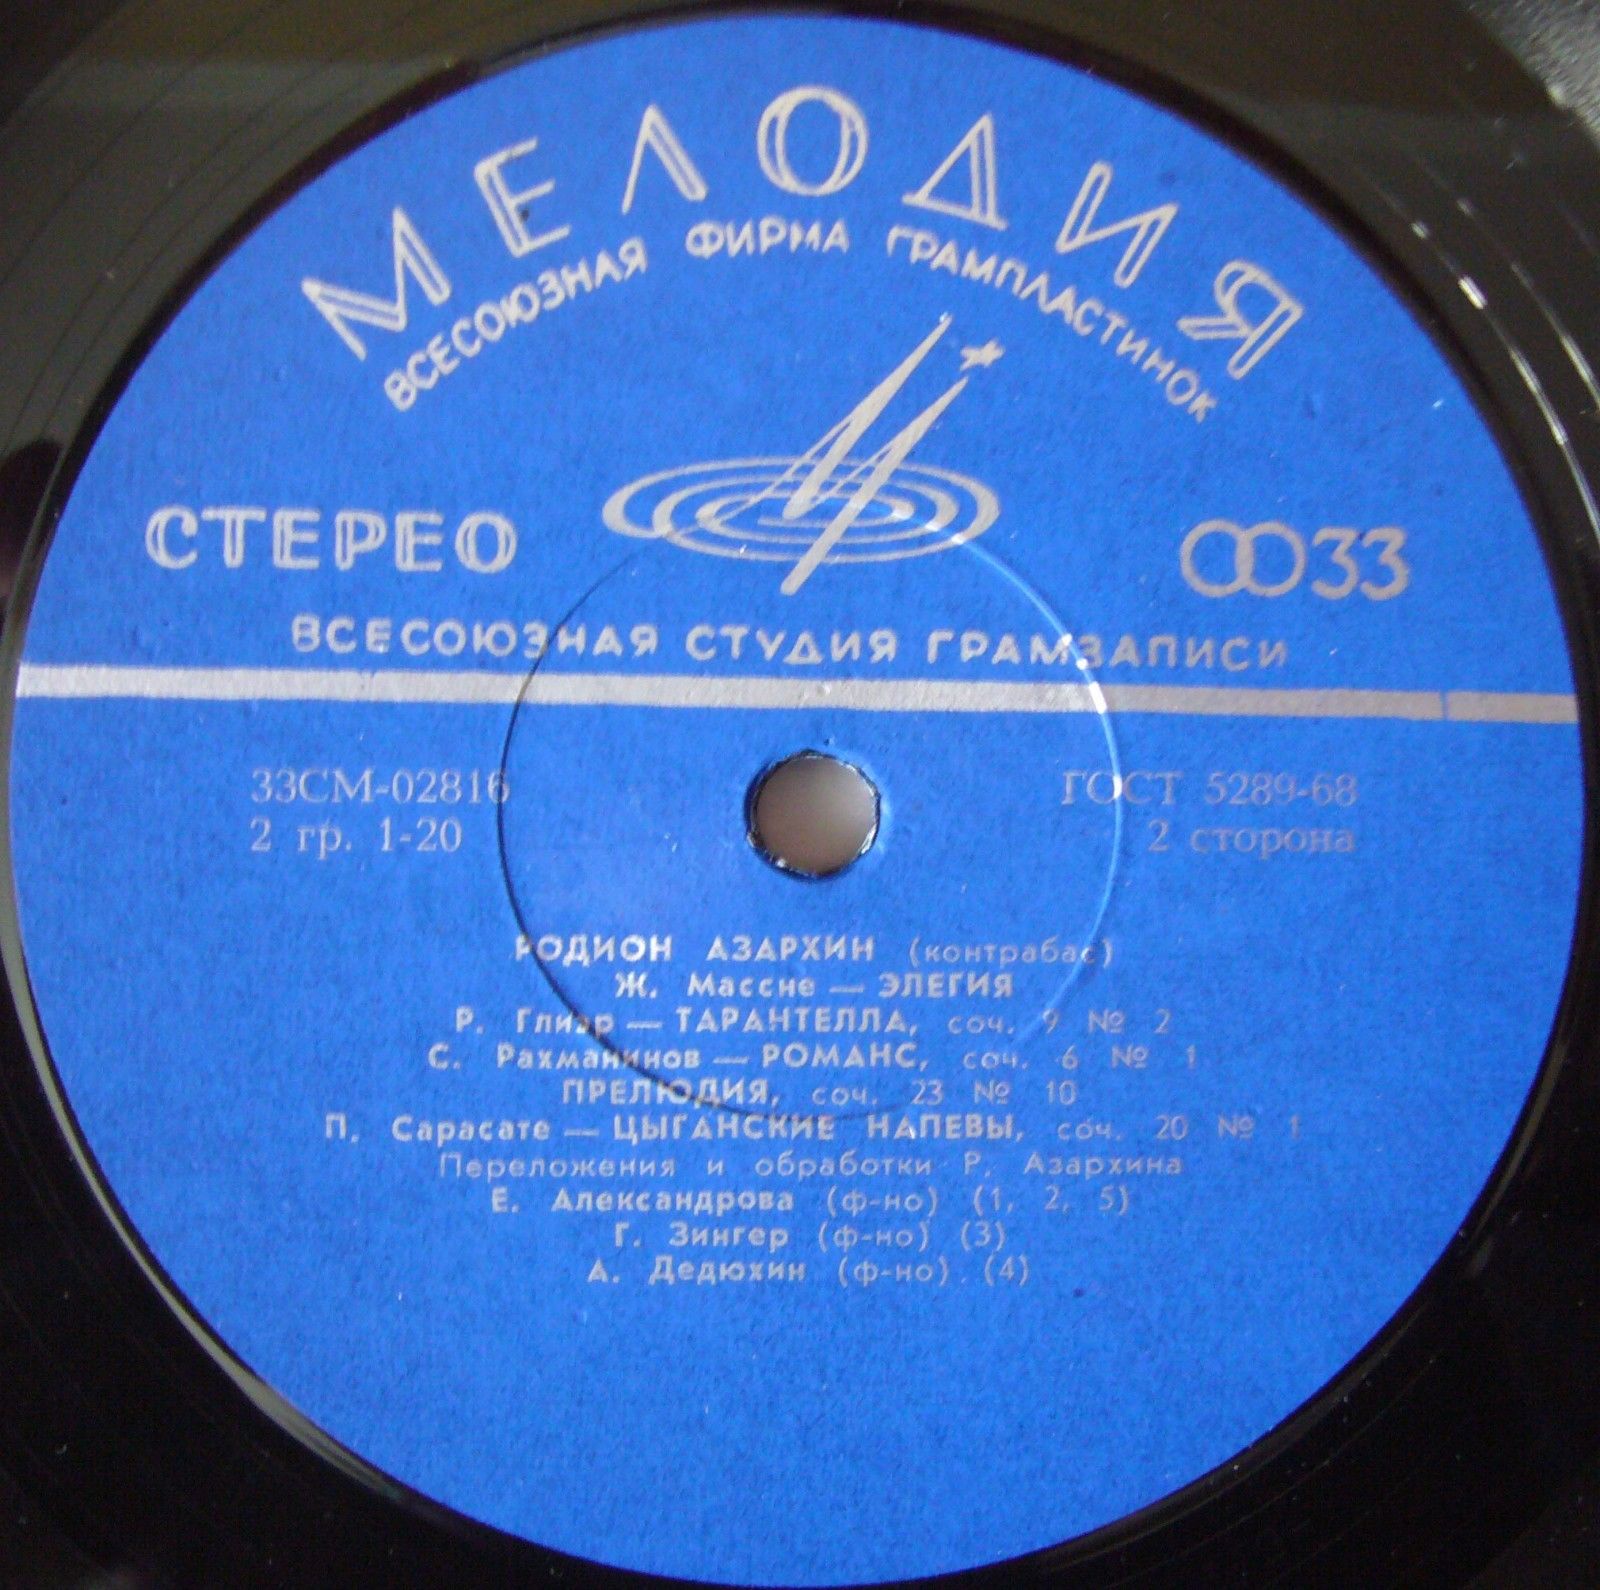 МЕЛОДИЯ
ВСЕСОЮЗНАЯ ФИРМА ГРАМПЛАСТИНОК
СТЕРЕО
33
ВСЕСОЮЗНАЯ СТУДИЯ ГРАМЗАПИСИ
33СМ-02816 ГОСТ 5289-68
2 гр. 1-20 2 сторона
РОДИОН АЗАРХИН (контрабас)
Ж. Массне — ЭЛЕГИЯ
Р. Глиэр — ТАРАНТЕЛЛА, соч. 9 № 2
С. Рахманинов — РОМАНС, соч. 6 № 1
ПРЕЛЮДИЯ, соч. 23 № 10
П. Сарасате — ЦЫГАНСКИЕ НАПЕВЫ, соч. 20 № 1
Переложения и обработки Р. Азархина
Е. Александрова (ф-но) (1, 2, 5)
Г. Зингер (ф-но) (3)
А. Дедюхин (ф-но) (4)